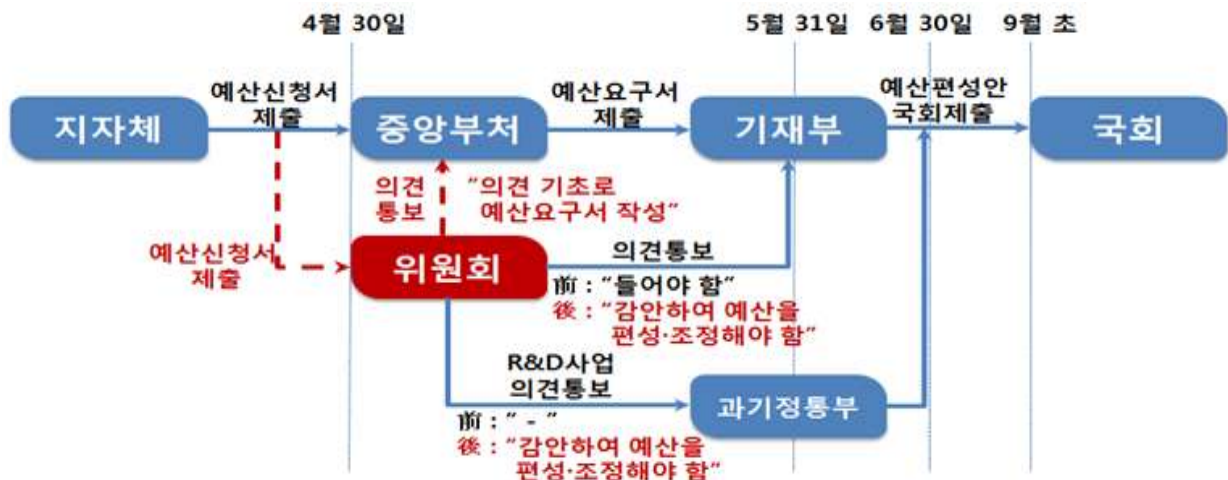 4월 30일
5월 31일
6월 30일
9월 초
지자체
예산신청서
제출
중앙부처
예산요구서
제출
기재부
예산편성안
국회제출
국회
의견
통보
"의견 기초로
예산요구서 작성"
예산신청서
제출
위원회
의견통보
前 : "들어야 함"
後 : "감안하여 예산을
편성·조정해야 함"
R&D사업
의견통보
前 : " - "
後 : "감안하여 예산을
편성·조정해야 함"
과기정통부